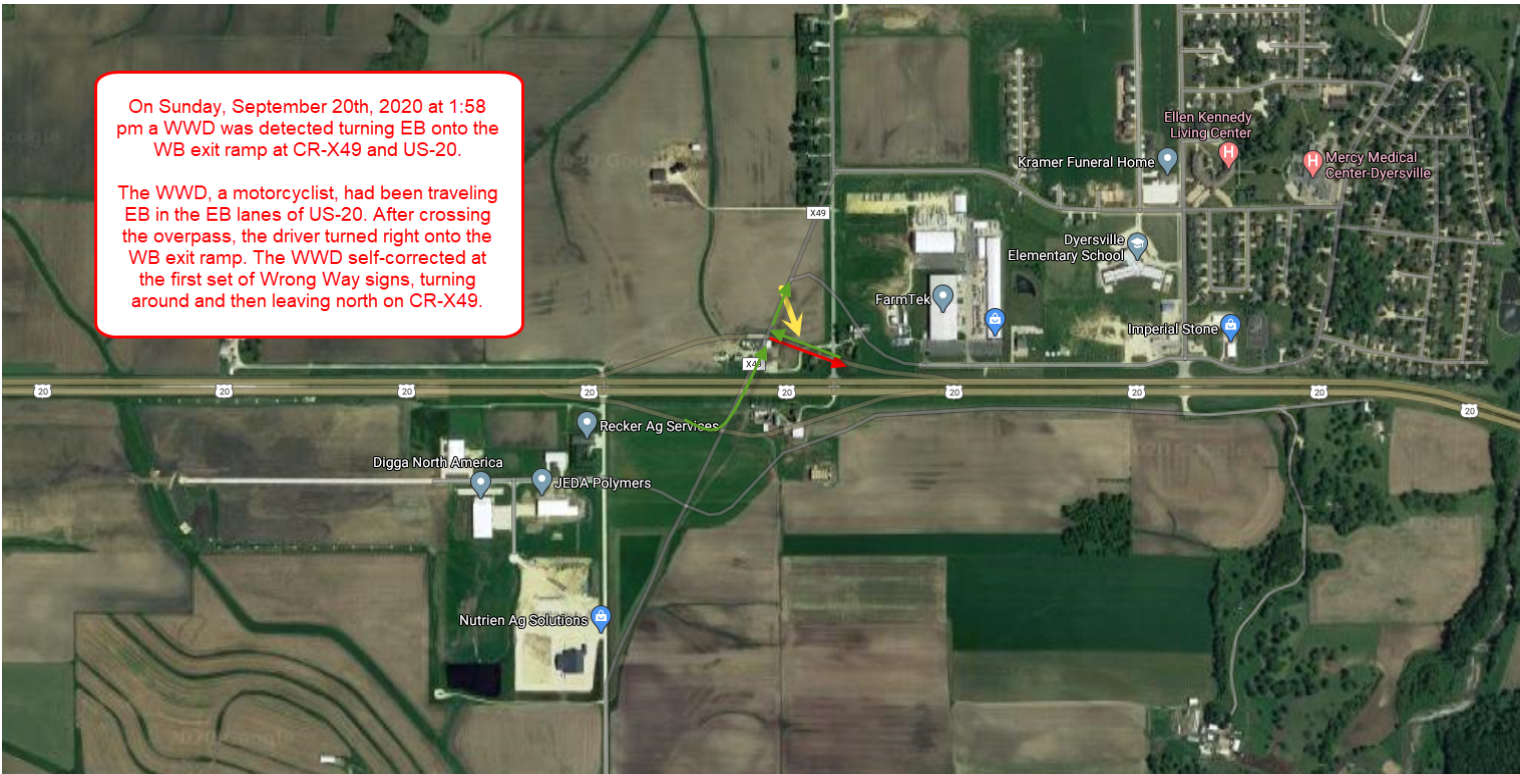 On Sunday, September 20th, 2020 at 1:58
pm a WWD was detected turning EB onto the
WB exit ramp at CR-X49 and US-20.
The WWD, a motorcyclist, had been traveling
EB in the EB lanes of US-20. After crossing
the overpass, the driver turned right onto the
WB exit ramp. The WWD self-corrected at
the first set of Wrong Way signs, turning
around and then leaving north on CR-X49.
Ellen Kennedy
Living Center
H
Kramer Funeral Home
H
Mercy Medical
Center-Dyersville
X49
Dyersville
Elementary School
FarmTek
Imperial Stone
X49
20
20
20
20
20
20
20
20
20
Recker Ag Services
Digga North America
JEDA Polymers
Nutrien Ag Solutions